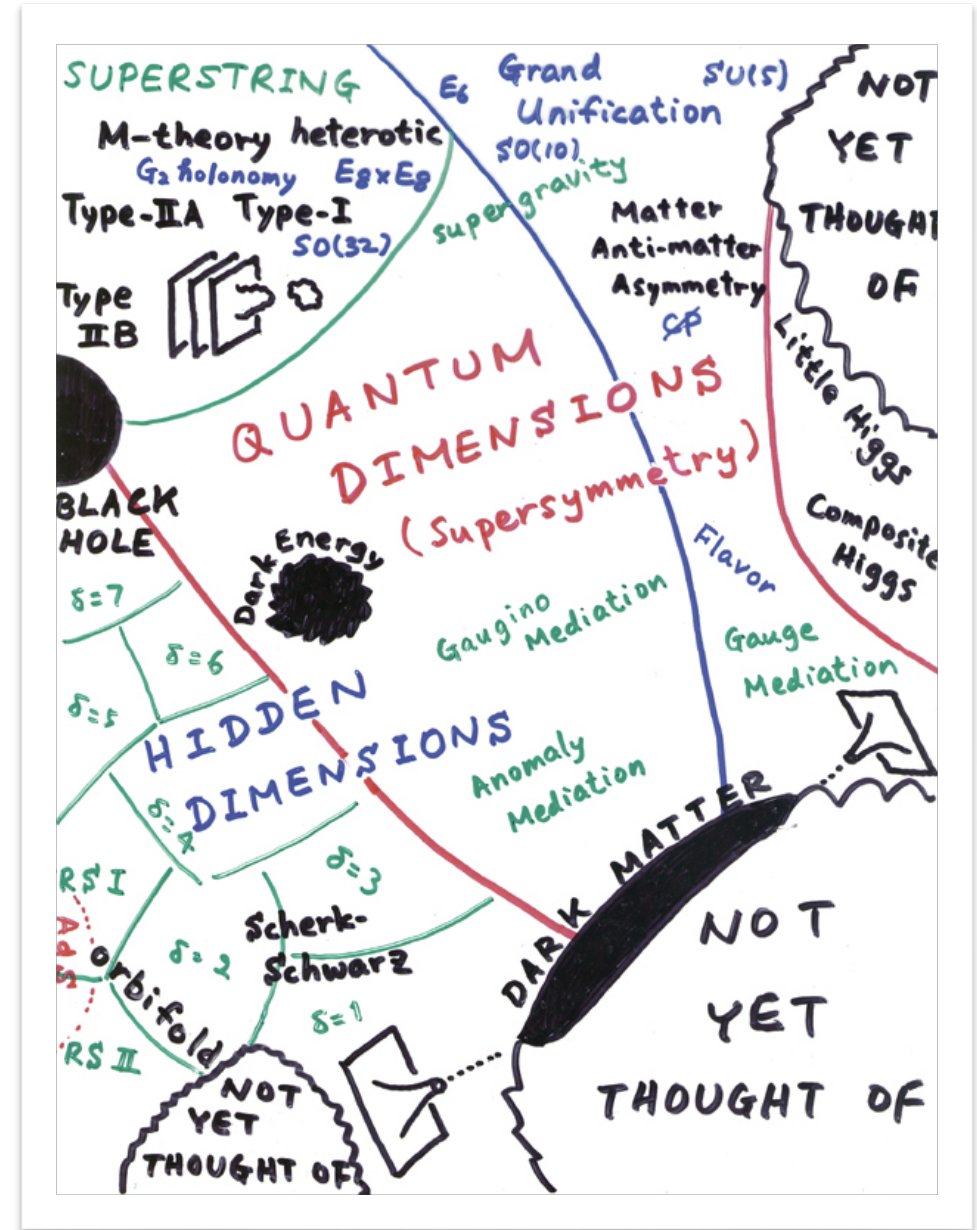 SUPERSTRING
M-theory heterotic
G₂ holonomy E8×E8
Type-IIA Type-I
SO(32)
Type
IIB
E₆
Grand
Unification
SU(5)
SO(10)
supergravity
Matter
Anti-matter
Asymmetry
CP
NOT
YET
THOUGHT
OF
Little Higgs
Composite
Higgs
QUANTUM
DIMENSIONS
(Supersymmetry)
BLACK
HOLE
Dark Energy
Flavor
Gaugino
Mediation
Gauge
Mediation
Anomaly
Mediation
δ=7
δ=6
δ=5
HIDDEN
DIMENSIONS
δ=4
δ=3
RS I
AdS
orbifold
δ=2
Scherk-
Schwarz
δ=1
RS II
DARK MATTER
NOT
YET
THOUGHT OF
NOT
YET
THOUGHT OF